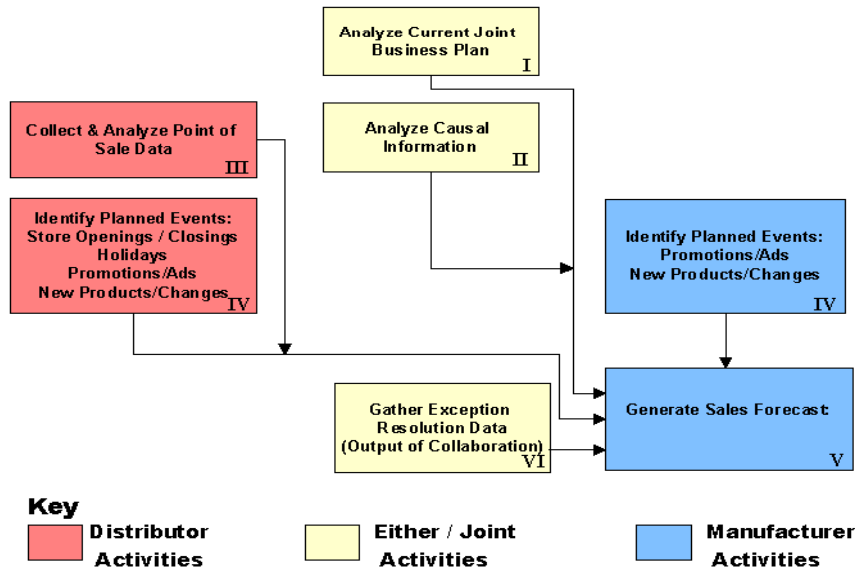 Analyze Current Joint
Business Plan
I
Collect & Analyze Point of
Sale Data
III
Analyze Causal
Information
II
Identify Planned Events:
Store Openings / Closings
Holidays
Promotions/Ads
New Products/Changes
IV
Identify Planned Events:
Promotions/Ads
New Products/Changes
IV
Gather Exception
Resolution Data
(Output of Collaboration)
VI
Generate Sales Forecast:
V
Key
Distributor
Activities
Either / Joint
Activities
Manufacturer
Activities